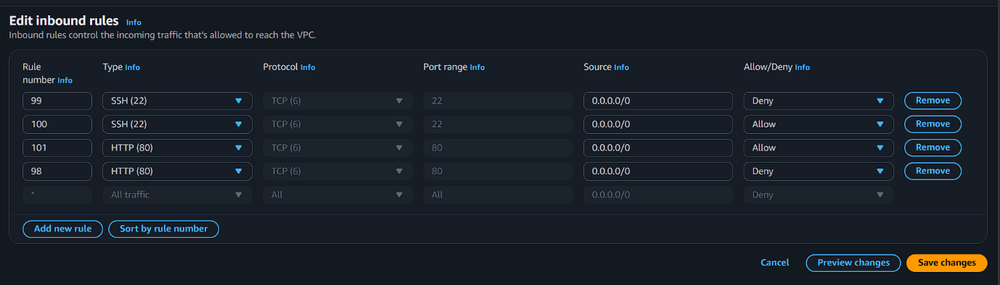 Edit inbound rules Info
Inbound rules control the incoming traffic that's allowed to reach the VPC.
Rule number Info Type Info Protocol Info Port range Info Source Info Allow/Deny Info
99 SSH (22) TCP (6) 22 0.0.0.0/0 Deny Remove
100 SSH (22) TCP (6) 22 0.0.0.0/0 Allow Remove
101 HTTP (80) TCP (6) 80 0.0.0.0/0 Allow Remove
98 HTTP (80) TCP (6) 80 0.0.0.0/0 Deny Remove
* All traffic All All 0.0.0.0/0 Deny
Add new rule Sort by rule number
Cancel Preview changes Save changes